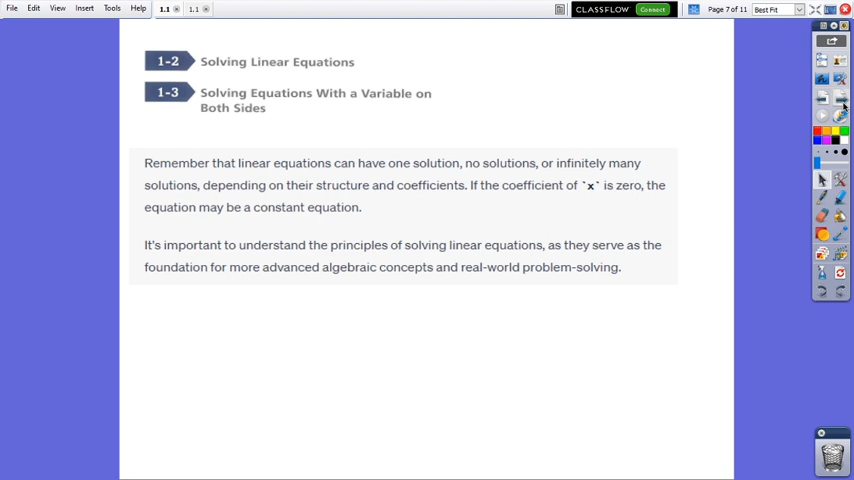 File Edit View Insert Tools Help 1.1 1.1 CLASSFLOW Connect Page 7 of 11 Best Fit
1-2 Solving Linear Equations
1-3 Solving Equations With a Variable on
Both Sides
Remember that linear equations can have one solution, no solutions, or infinitely many
solutions, depending on their structure and coefficients. If the coefficient of `x` is zero, the
equation may be a constant equation.
It's important to understand the principles of solving linear equations, as they serve as the
foundation for more advanced algebraic concepts and real-world problem-solving.